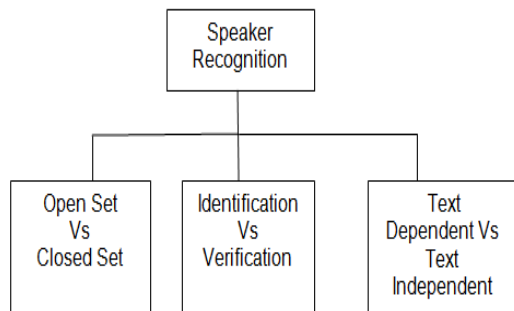 Speaker
Recognition
Open Set
Vs
Closed Set
Identification
Vs
Verification
Text
Dependent Vs
Text
Independent